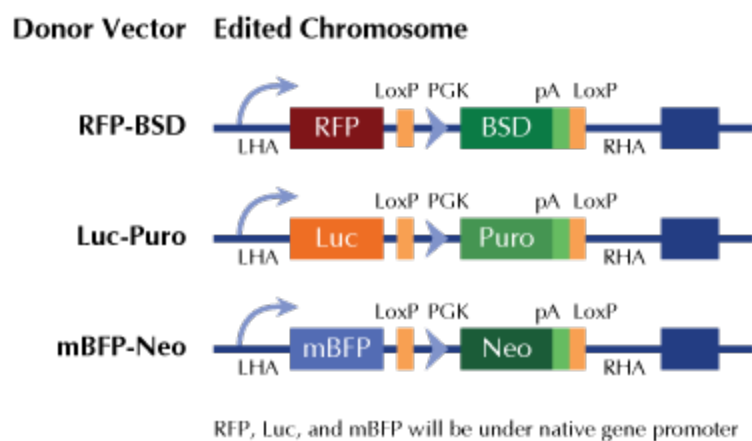 Donor Vector Edited Chromosome
LoxP PGK pA LoxP
RFP-BSD RFP BSD
LHA RHA
LoxP PGK pA LoxP
Luc-Puro Luc Puro
LHA RHA
LoxP PGK pA LoxP
mBFP-Neo mBFP Neo
LHA RHA
RFP, Luc, and mBFP will be under native gene promoter